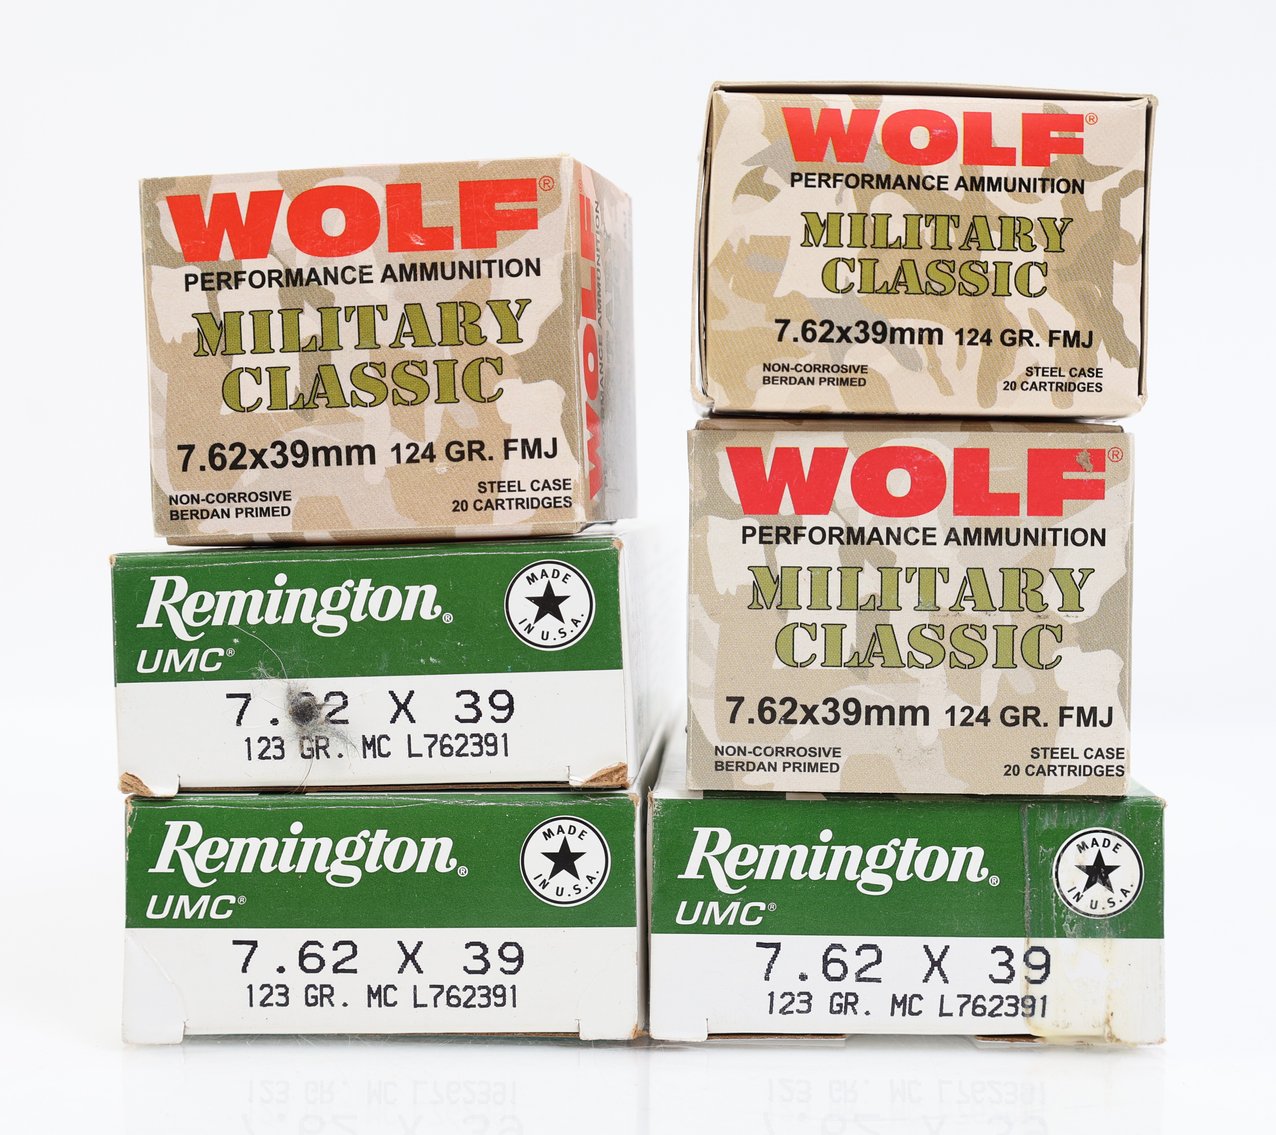 WOLF®
PERFORMANCE AMMUNITION
MILITARY
CLASSIC
7.62x39mm 124 GR. FMJ
NON-CORROSIVE
BERDAN PRIMED
STEEL CASE
20 CARTRIDGES
WOLF
WOLF®
PERFORMANCE AMMUNITION
MILITARY
CLASSIC
7.62x39mm 124 GR. FMJ
NON-CORROSIVE
BERDAN PRIMED
STEEL CASE
20 CARTRIDGES
WOLF®
PERFORMANCE AMMUNITION
MILITARY
CLASSIC
7.62x39mm 124 GR. FMJ
NON-CORROSIVE
BERDAN PRIMED
STEEL CASE
20 CARTRIDGES
Remington®
UMC®
MADE
IN U.S.A.
7.62 X 39
123 GR. MC L762391
Remington®
UMC®
MADE
IN U.S.A.
7.62 X 39
123 GR. MC L762391
Remington®
UMC®
MADE
IN U.S.A.
7.62 X 39
123 GR. MC L762391